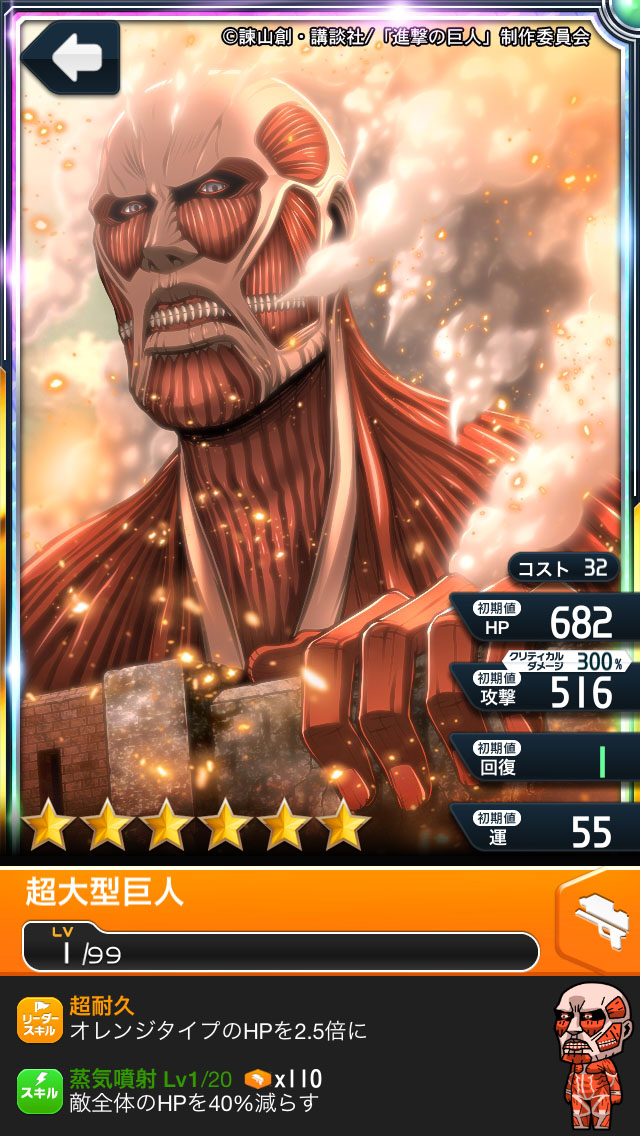 ©諫山創・講談社/「進撃の巨人」制作委員会
コスト 32
初期値
HP 682
クリティカル
ダメージ 300%
初期値
攻撃 516
初期値
回復 1
初期値
運 55
超大型巨人
LV
1/99
リーダー
スキル
超耐久
オレンジタイプのHPを2.5倍に
スキル
蒸気噴射 Lv1/20 x110
敵全体のHPを40%減らす